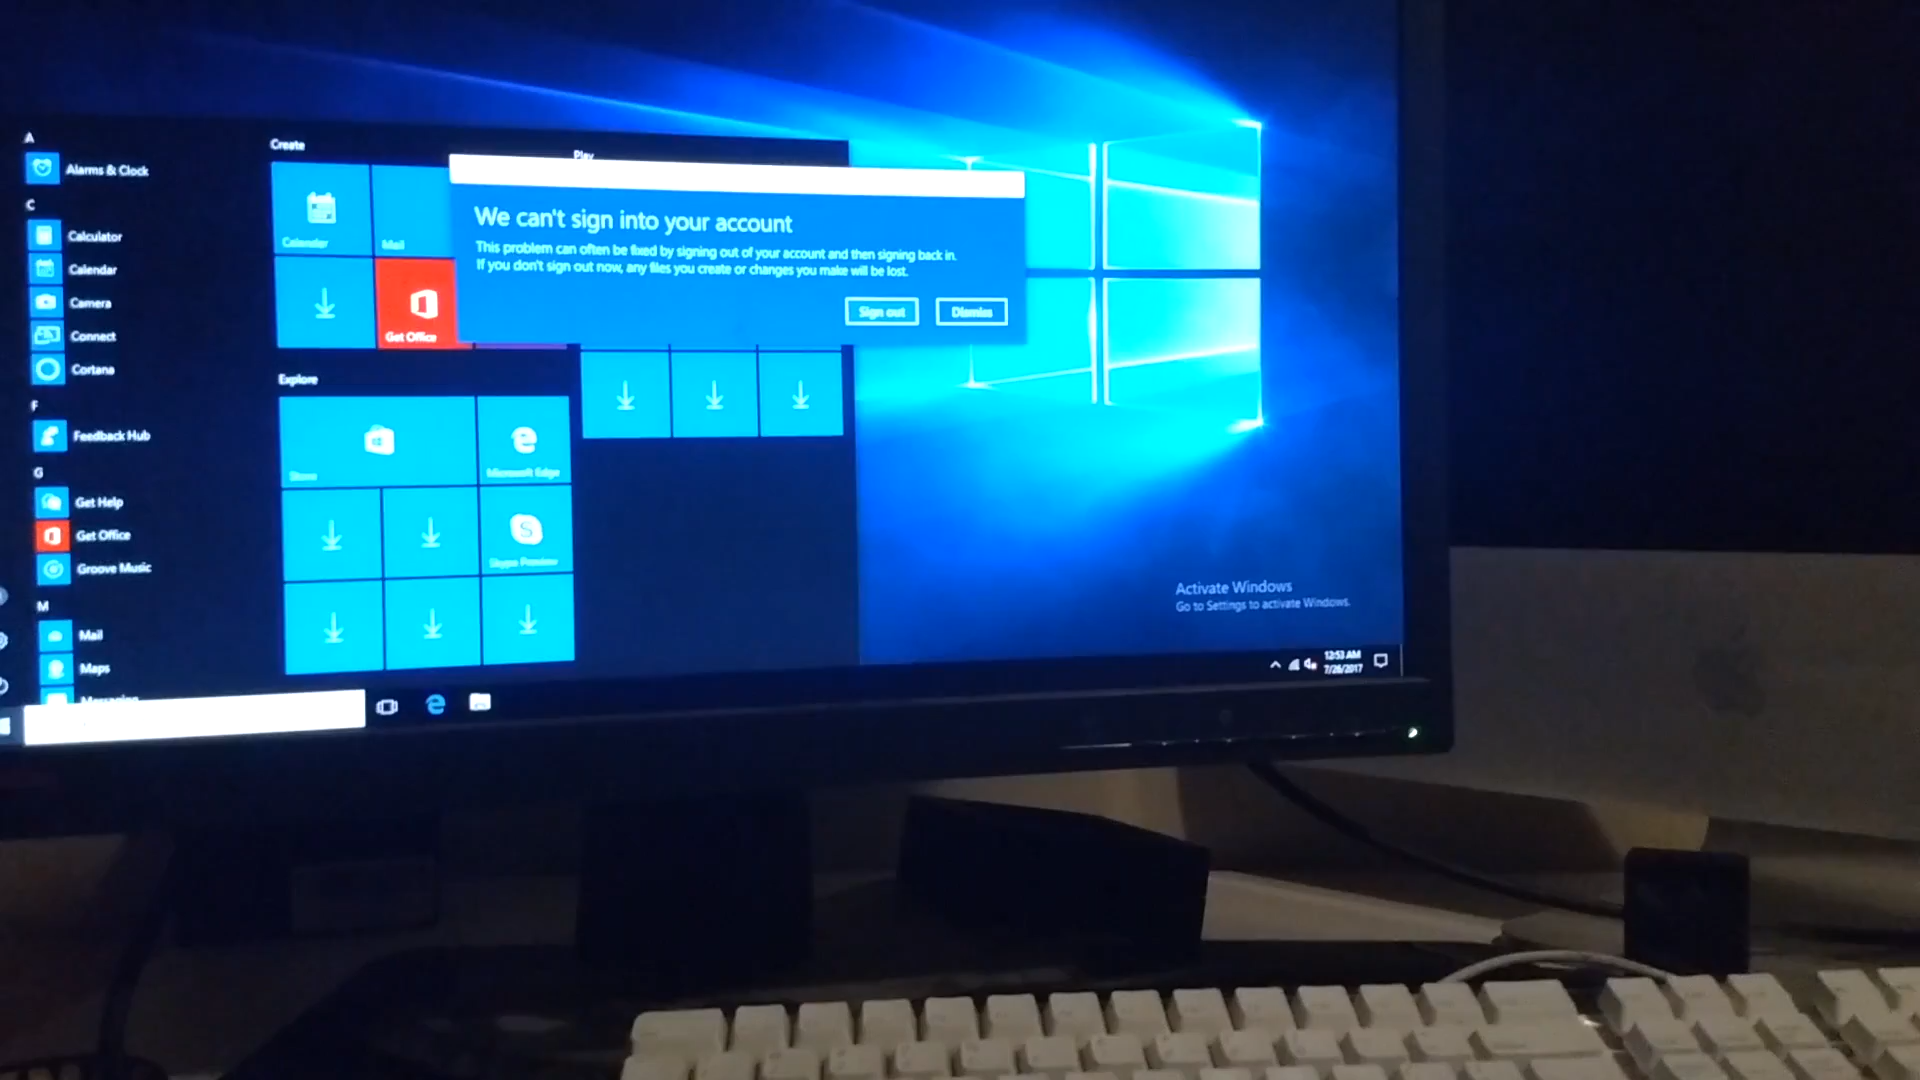 A
Alarms & Clock
C
Calculator
Calendar
Camera
Connect
Cortana
F
Feedback Hub
G
Get Help
Get Office
Groove Music
M
Mail
Maps
Messaging
Create
Calendar
Mail
Get Office
Explore
Store
Microsoft Edge
Skype Preview
Play
We can't sign into your account
This problem can often be fixed by signing out of your account and then signing back in.
If you don't sign out now, any files you create or changes you make will be lost.
Sign out
Dismiss
Activate Windows
Go to Settings to activate Windows.
12:53 AM
7/26/2017